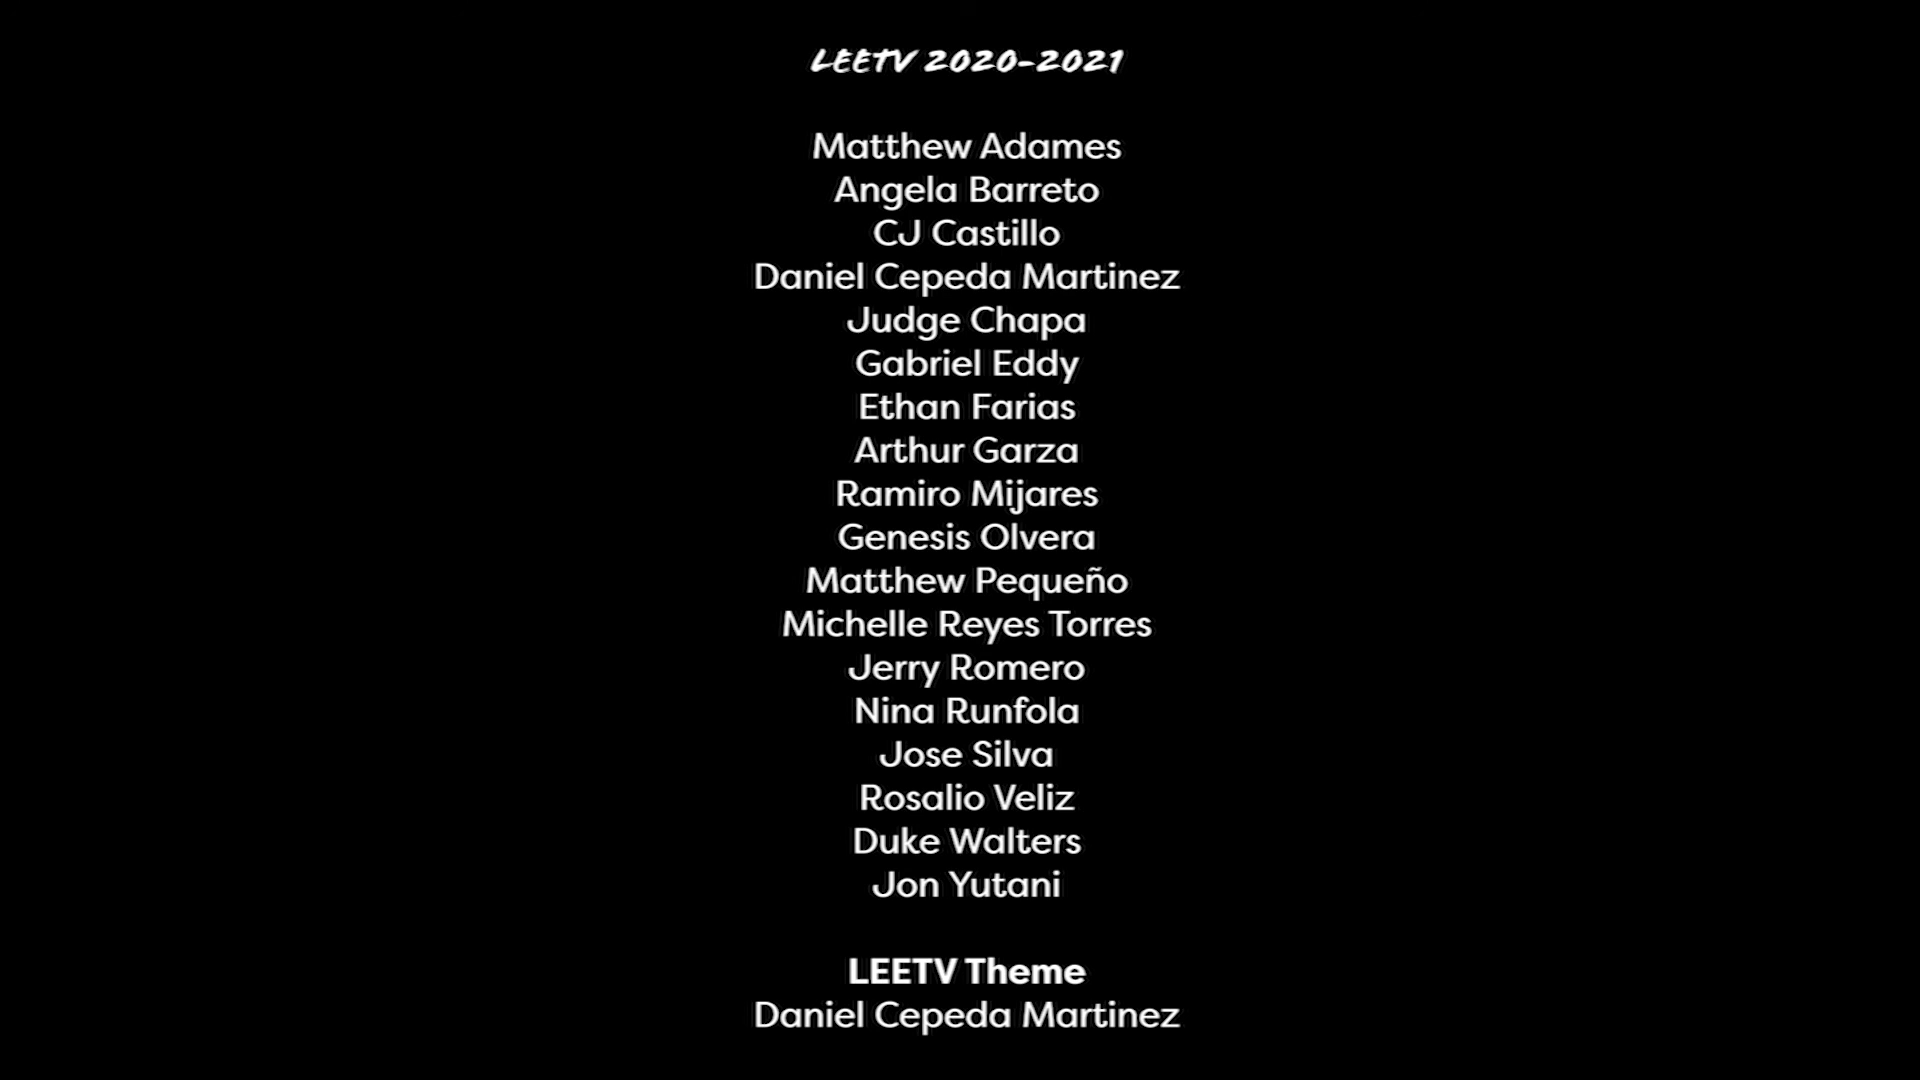 LEETV 2020-2021
Matthew Adames
Angela Barreto
CJ Castillo
Daniel Cepeda Martinez
Judge Chapa
Gabriel Eddy
Ethan Farias
Arthur Garza
Ramiro Mijares
Genesis Olvera
Matthew Pequeño
Michelle Reyes Torres
Jerry Romero
Nina Runfola
Jose Silva
Rosalio Veliz
Duke Walters
Jon Yutani
LEETV Theme
Daniel Cepeda Martinez